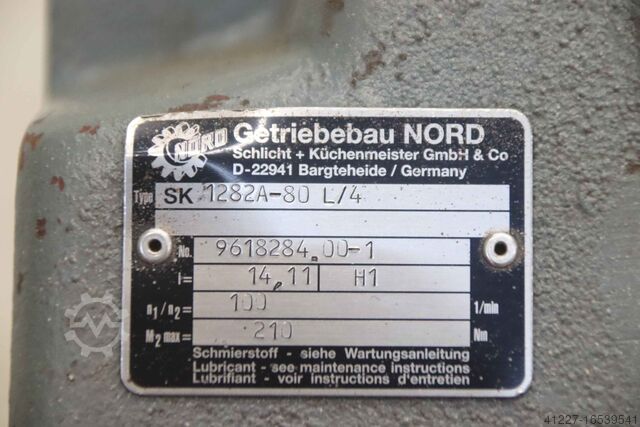 NORD Getriebebau NORD
Schlicht + Küchenmeister GmbH & Co
D-22941 Bargteheide / Germany
Type SK 1282A-80 L/4
No. 9618284.00-1
i= 14,11 H1
n1 / n2 = 100 1/min
M2 max = 210 Nm
Schmierstoff - siehe Wartungsanleitung
Lubricant - see maintenance instructions
Lubrifiant - voir instructions d'entretien
41227-16539541